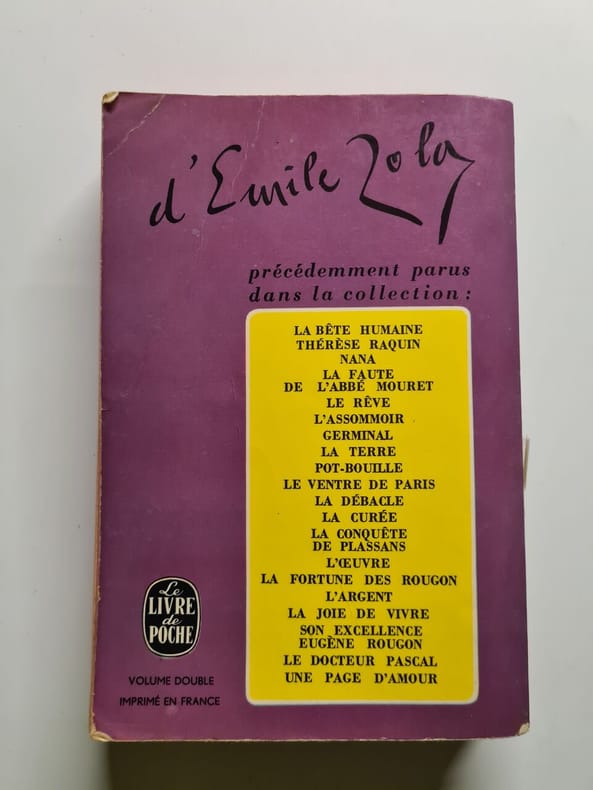 d'Emile Zola
précédemment parus
dans la collection :
LA BÊTE HUMAINE
THÉRÈSE RAQUIN
NANA
LA FAUTE
DE L'ABBÉ MOURET
LE RÊVE
L'ASSOMMOIR
GERMINAL
LA TERRE
POT-BOUILLE
LE VENTRE DE PARIS
LA DÉBACLE
LA CURÉE
LA CONQUÊTE
DE PLASSANS
L'ŒUVRE
LA FORTUNE DES ROUGON
L'ARGENT
LA JOIE DE VIVRE
SON EXCELLENCE
EUGÈNE ROUGON
LE DOCTEUR PASCAL
UNE PAGE D'AMOUR
Le
LIVRE
de
POCHE
VOLUME DOUBLE
IMPRIMÉ EN FRANCE